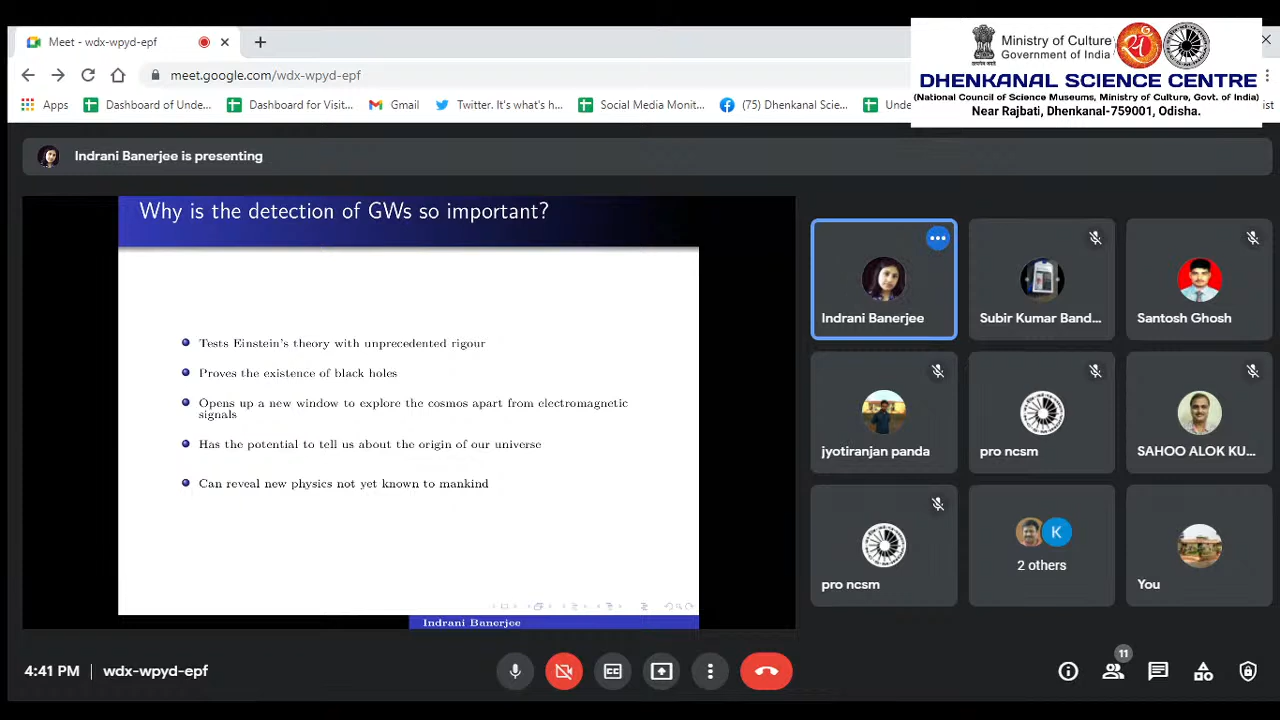 Meet - wdx-wpyd-epf
meet.google.com/wdx-wpyd-epf
Apps
Dashboard of Unde...
Dashboard for Visit...
Gmail
Twitter. It's what's h...
Social Media Monit...
(75) Dhenkanal Scie...
Ministry of Culture
Government of India
DHENKANAL SCIENCE CENTRE
(National Council of Science Museums, Ministry of Culture, Govt. of India)
Near Rajbati, Dhenkanal-759001, Odisha.
Indrani Banerjee is presenting
Why is the detection of GWs so important?
Tests Einstein's theory with unprecedented rigour
Proves the existence of black holes
Opens up a new window to explore the cosmos apart from electromagnetic
signals
Has the potential to tell us about the origin of our universe
Can reveal new physics not yet known to mankind
Indrani Banerjee
Indrani Banerjee
Subir Kumar Band...
Santosh Ghosh
jyotiranjan panda
pro ncsm
SAHOO ALOK KU...
pro ncsm
K
2 others
You
4:41 PM
wdx-wpyd-epf
11